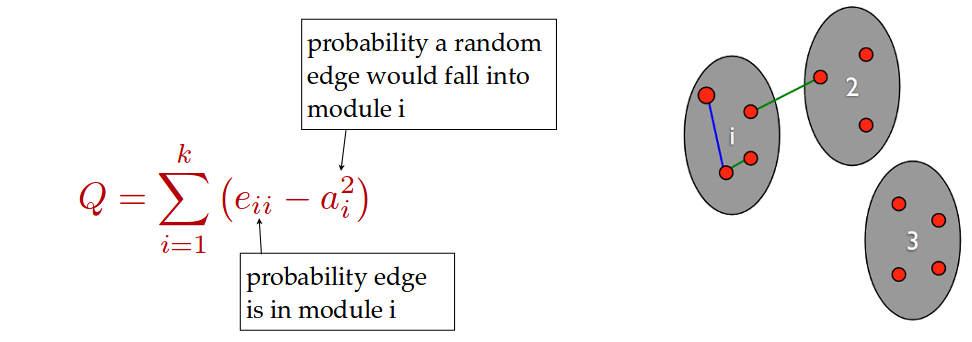 probability a random
edge would fall into
module i
Q = \sum_{i=1}^{k} (e_{ii} - a_i^2)
probability edge
is in module i
i
2
3